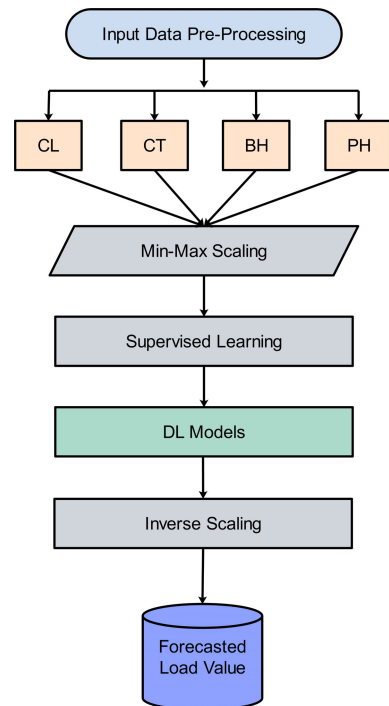 Input Data Pre-Processing
CL
CT
BH
PH
Min-Max Scaling
Supervised Learning
DL Models
Inverse Scaling
Forecasted
Load Value